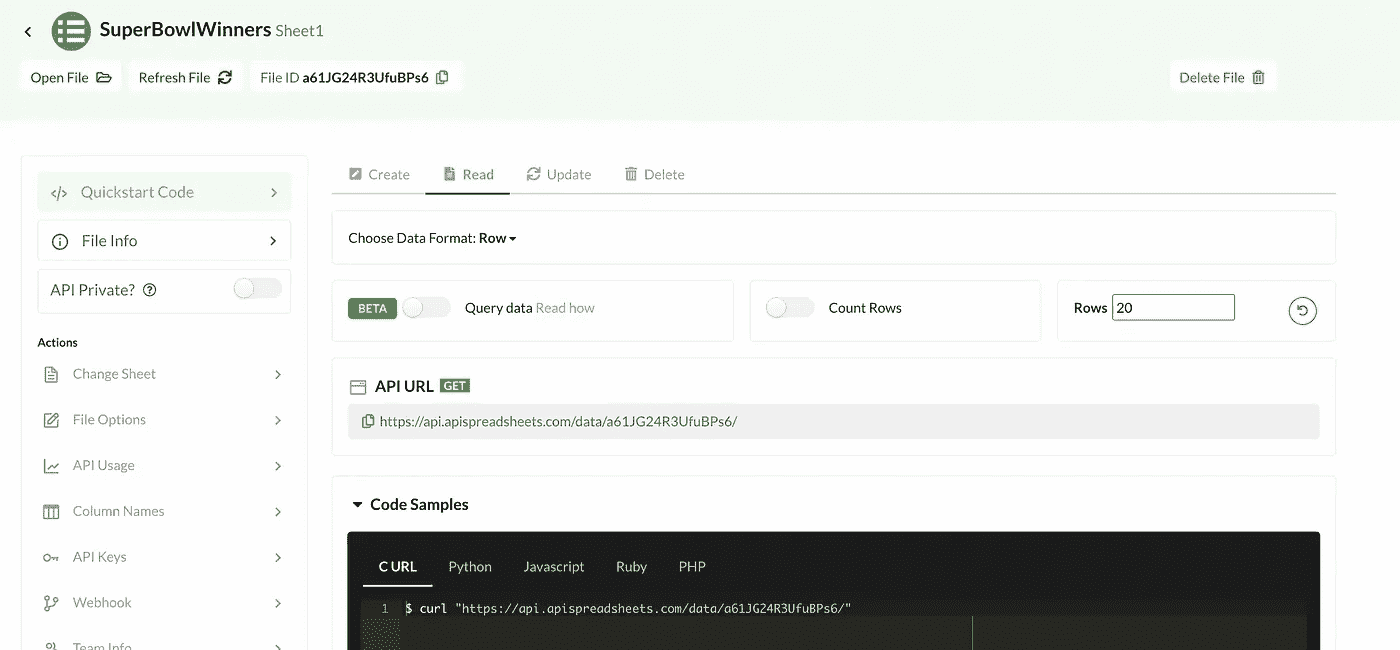 SuperBowlWinners Sheet1
Open File
Refresh File
File ID a61JG24R3UfuBPs6
Delete File
Quickstart Code
File Info
API Private?
Actions
Change Sheet
File Options
API Usage
Column Names
API Keys
Webhook
Team Info
Create
Read
Update
Delete
Choose Data Format: Row
BETA
Query data Read how
Count Rows
Rows 20
API URL GET
https://api.apispreadsheets.com/data/a61JG24R3UfuBPs6/
Code Samples
C URL
Python
Javascript
Ruby
PHP
1 $ curl "https://api.apispreadsheets.com/data/a61JG24R3UfuBPs6/"